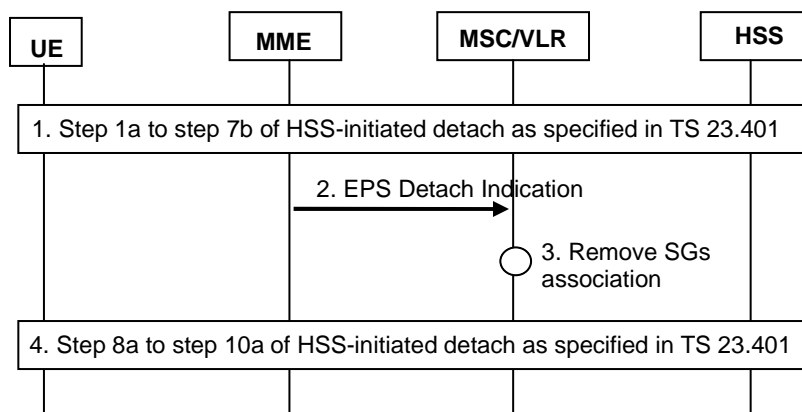 UE
MME
MSC/VLR
HSS
1. Step 1a to step 7b of HSS-initiated detach as specified in TS 23.401
2. EPS Detach Indication
3. Remove SGs
association
4. Step 8a to step 10a of HSS-initiated detach as specified in TS 23.401